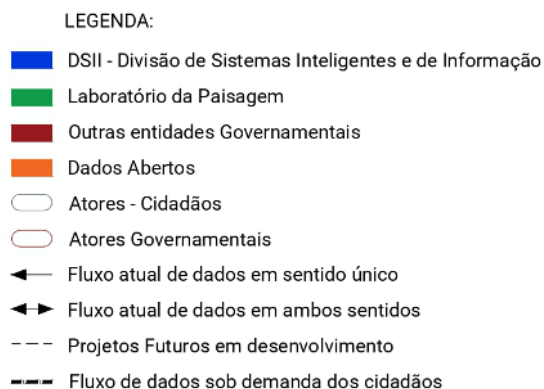 LEGENDA:
DSII - Divisão de Sistemas Inteligentes e de Informação
Laboratório da Paisagem
Outras entidades Governamentais
Dados Abertos
Atores - Cidadãos
Atores Governamentais
Fluxo atual de dados em sentido único
Fluxo atual de dados em ambos sentidos
Projetos Futuros em desenvolvimento
Fluxo de dados sob demanda dos cidadãos